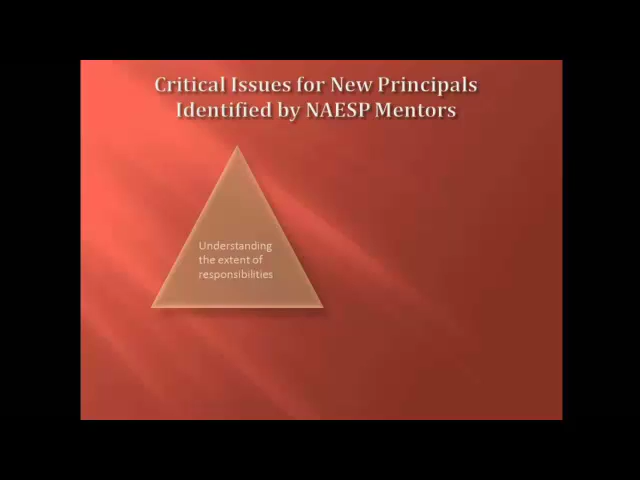 Critical Issues for New Principals
Identified by NAESP Mentors
Understanding
the extent of
responsibilities